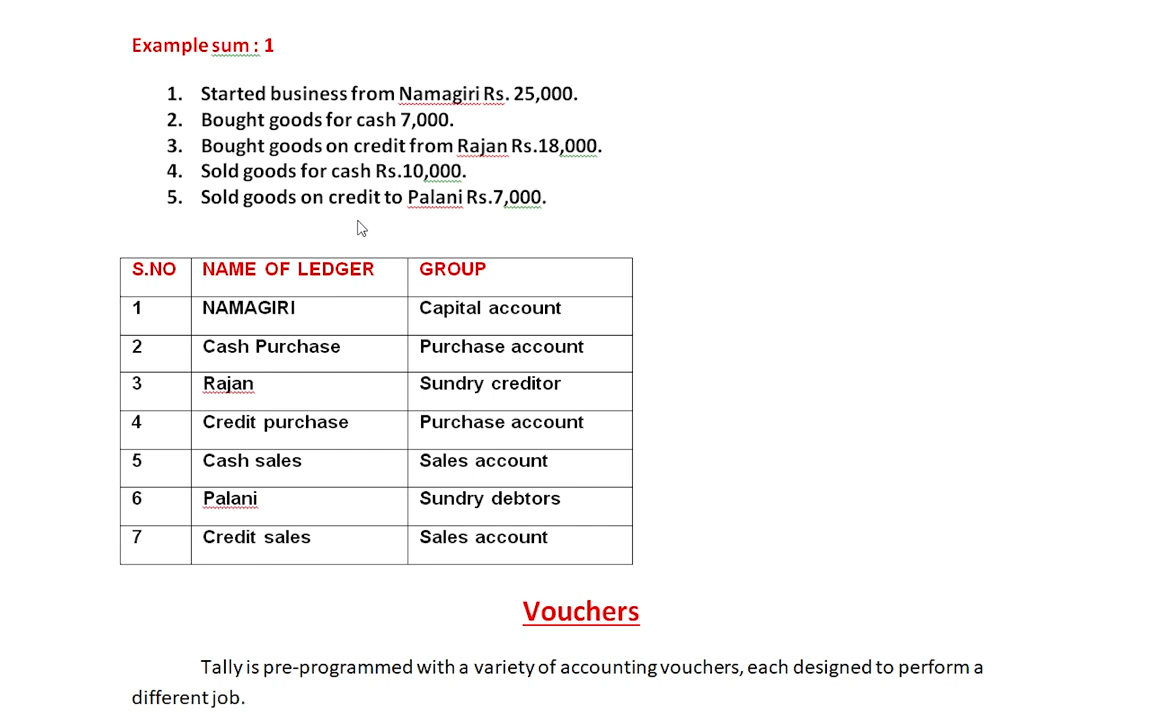 Example sum : 1
1. Started business from Namagiri Rs. 25,000.
2. Bought goods for cash 7,000.
3. Bought goods on credit from Rajan Rs.18,000.
4. Sold goods for cash Rs.10,000.
5. Sold goods on credit to Palani Rs.7,000.
S.NO NAME OF LEDGER GROUP
1 NAMAGIRI Capital account
2 Cash Purchase Purchase account
3 Rajan Sundry creditor
4 Credit purchase Purchase account
5 Cash sales Sales account
6 Palani Sundry debtors
7 Credit sales Sales account
Vouchers
Tally is pre-programmed with a variety of accounting vouchers, each designed to perform a
different job.